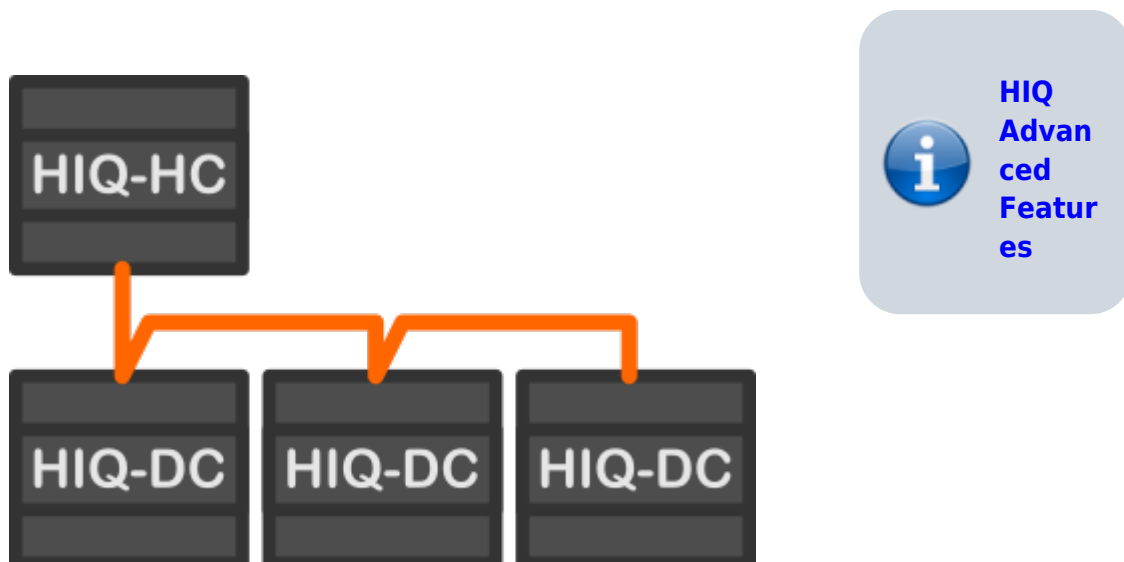 HIQ-HC
HIQ
Advan
ced
Featur
es
HIQ-DC HIQ-DC HIQ-DC